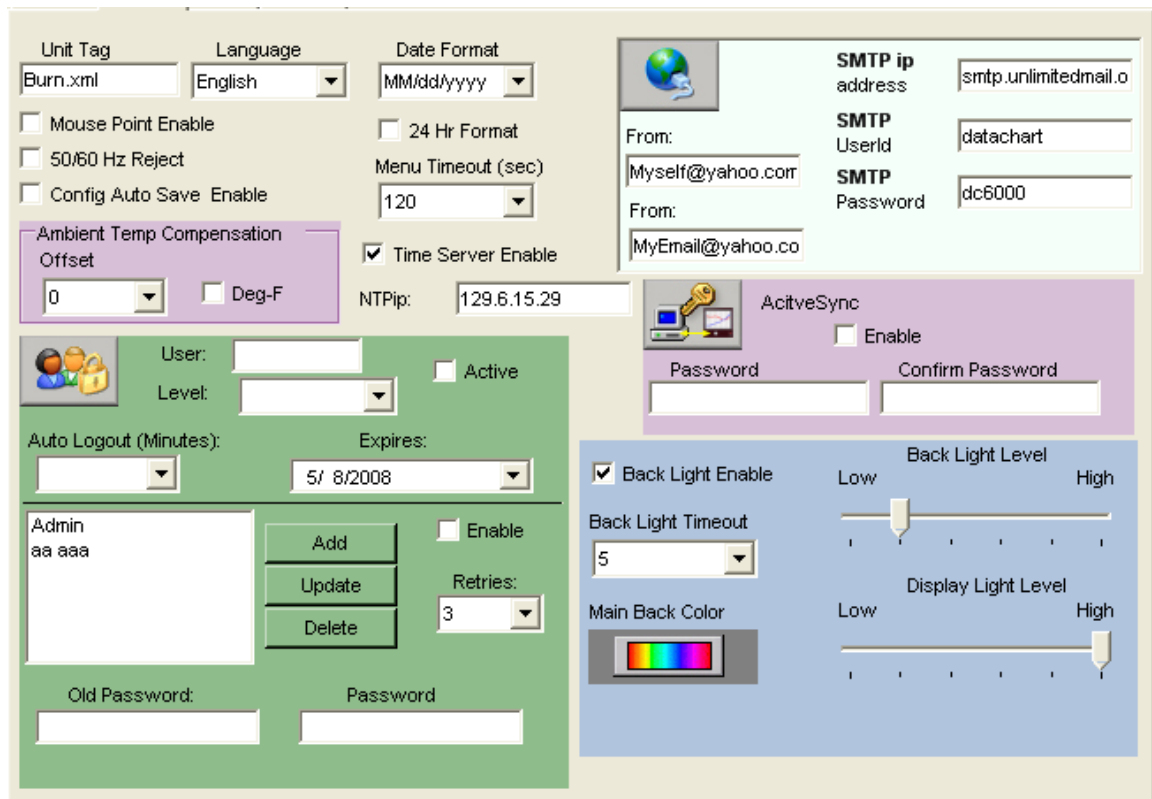 Unit Tag
Burn.xml
Language
English
Date Format
MM/dd/yyyy
Mouse Point Enable
50/60 Hz Reject
Config Auto Save Enable
24 Hr Format
Menu Timeout (sec)
120
Ambient Temp Compensation
Offset
0
Deg-F
Time Server Enable
NTPip:
129.6.15.29
From:
Myself@yahoo.com
From:
MyEmail@yahoo.co
SMTP ip
address
smtp.unlimitedmail.o
SMTP
UserId
datachart
SMTP
Password
dc6000
AcitveSync
Enable
Password
Confirm Password
User:
Level:
Active
Auto Logout (Minutes):
Expires:
5/ 8/2008
Admin
aa aaa
Add
Update
Delete
Enable
Retries:
3
Old Password:
Password
Back Light Enable
Back Light Timeout
5
Main Back Color
Back Light Level
Low
High
Display Light Level
Low
High